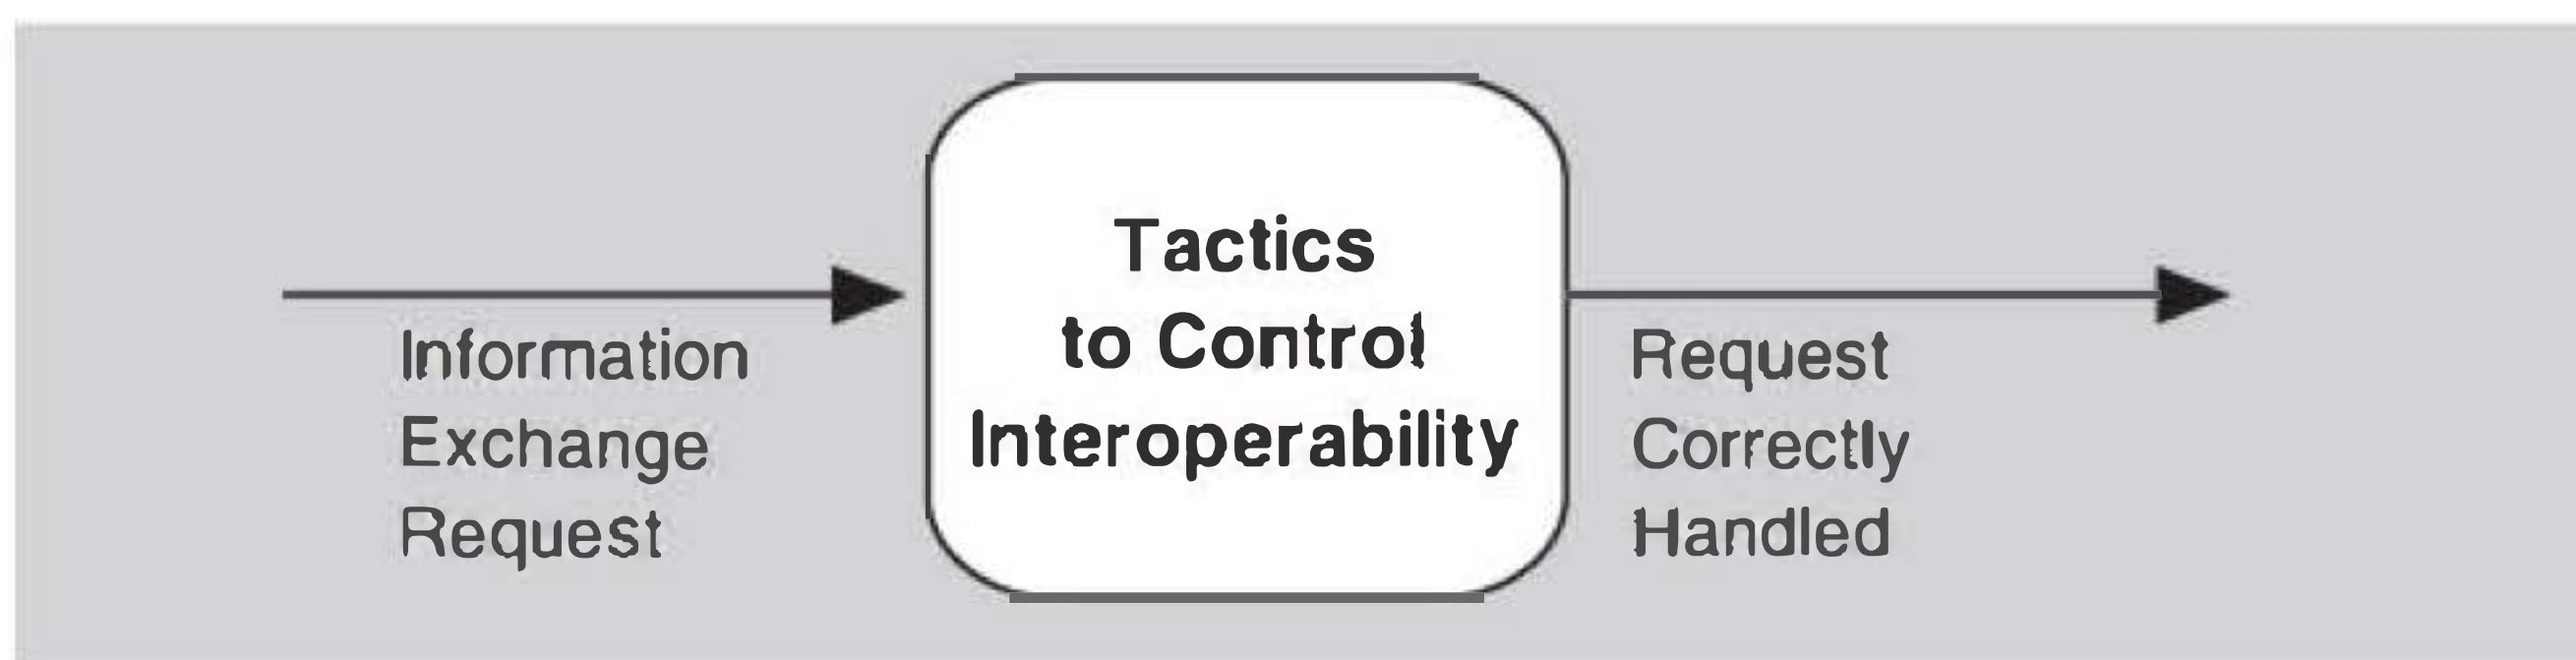 Information
Exchange
Request
Tactics
to Control
Interoperability
Request
Correctly
Handled